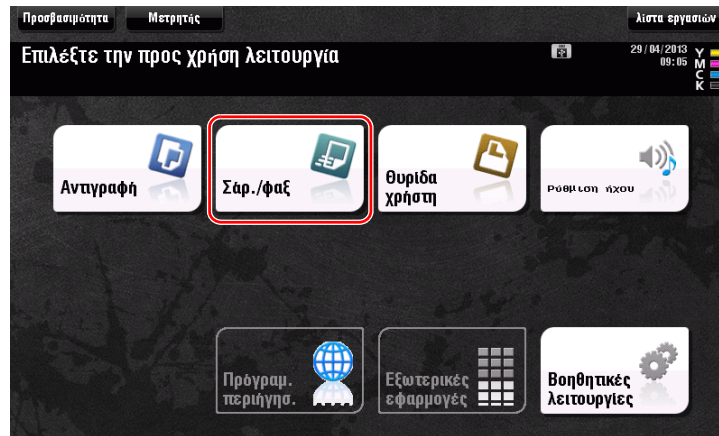 Προσβασιμότητα Μετρητής λίστα εργασιών
Επιλέξτε την προς χρήση λειτουργία
29/04/2013
09:05
Y
M
C
K
Αντιγραφή
Σάρ./φαξ
Θυρίδα
χρήστη
Ρύθμιση ήχου
Πρόγραμ.
περιήγησ.
Εξωτερικές
εφαρμογές
Βοηθητικές
λειτουργίες